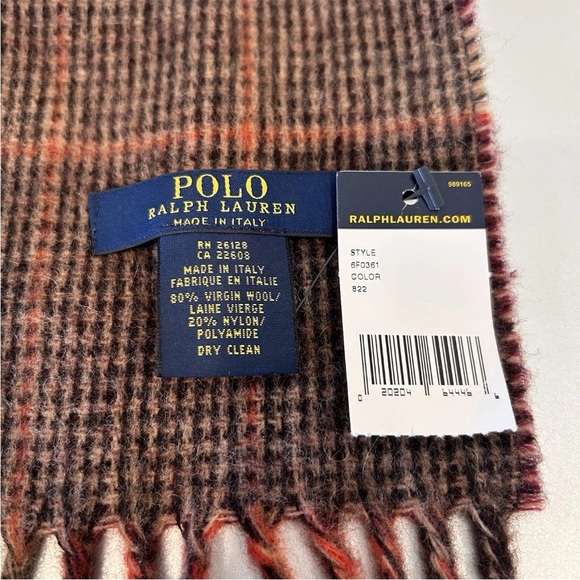 POLO
RALPH LAUREN
MADE IN ITALY
RN 26128
CA 22608
MADE IN ITALY
FABRIQUE EN ITALIE
80% VIRGIN WOOL/
LAINE VIERGE
20% NYLON/
POLYAMIDE
DRY CLEAN
989165
RALPHLAUREN.COM
STYLE
6F0361
COLOR
822
0 20204 64446 6